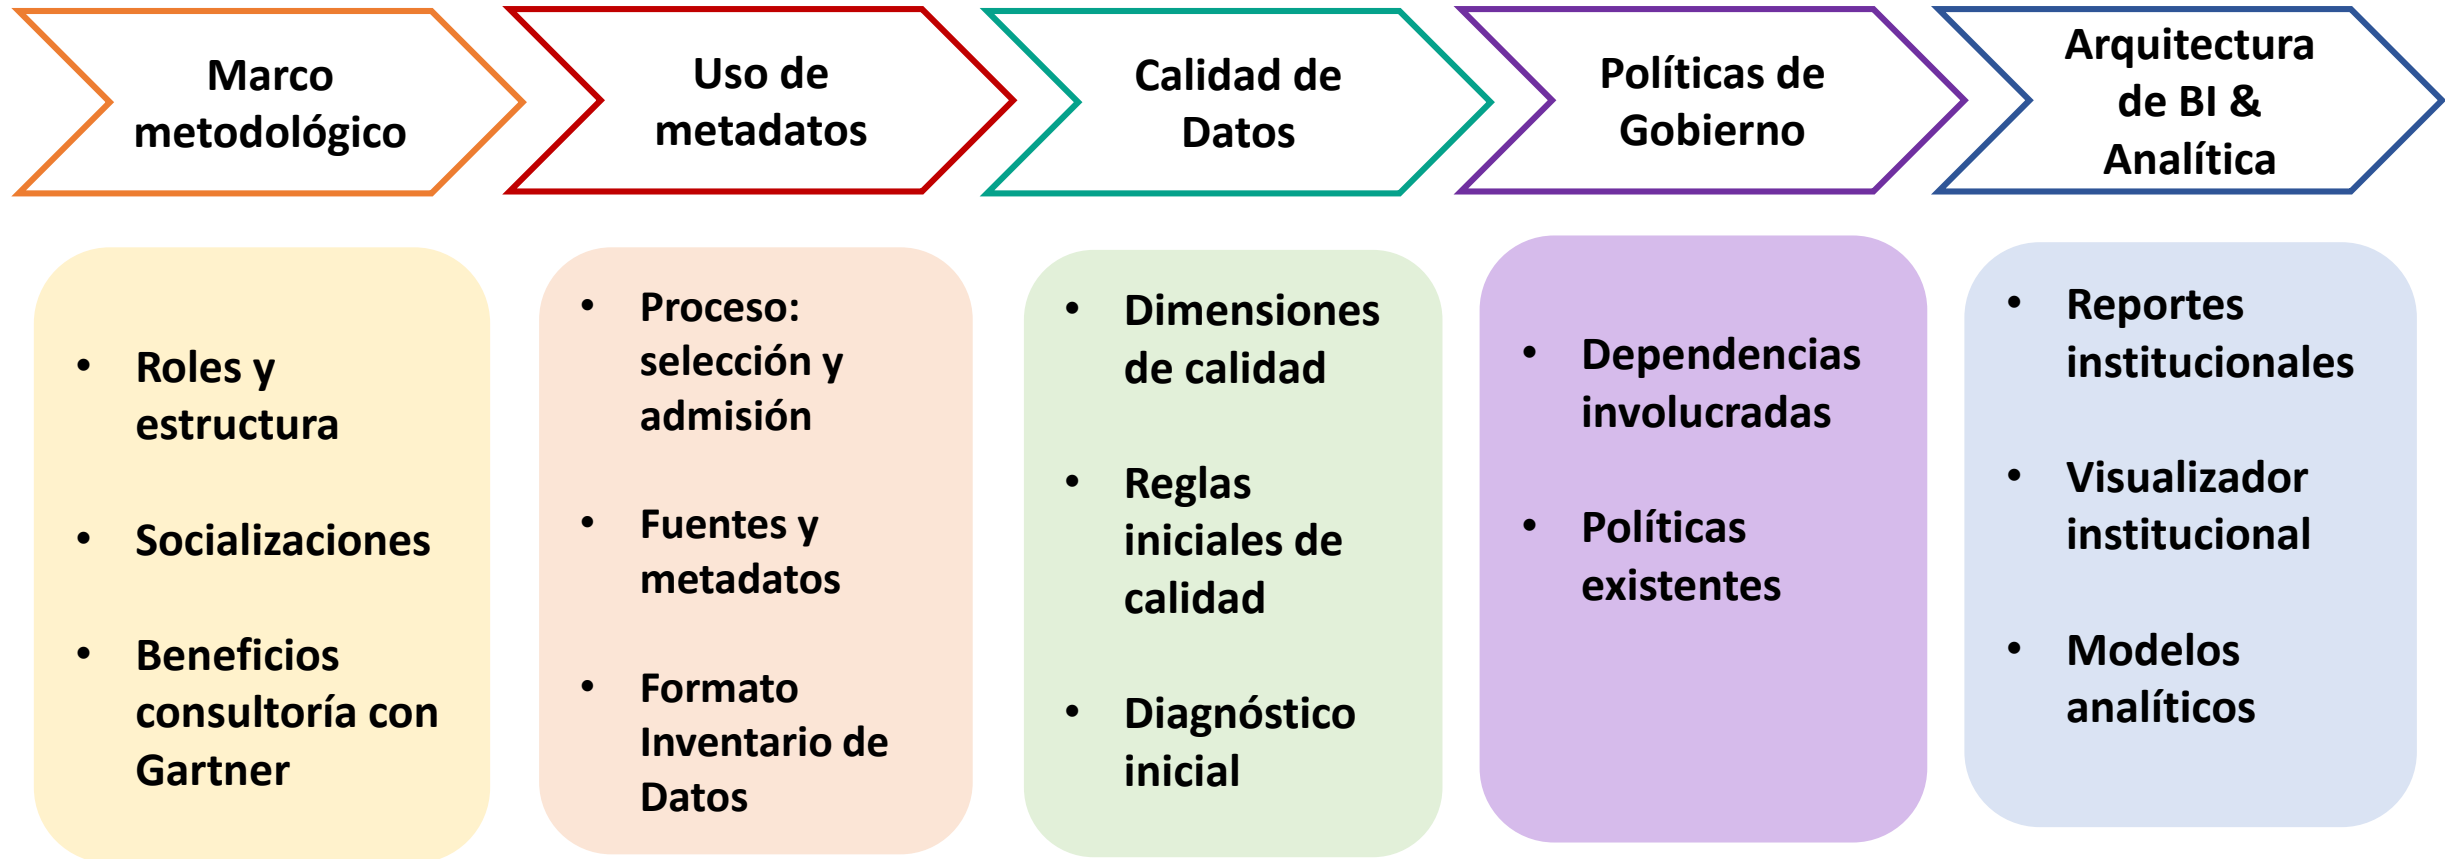 Marco
metodológico
Uso de
metadatos
Calidad de
Datos
Políticas de
Gobierno
Arquitectura
de BI &
Analítica
• Roles y
estructura
• Socializaciones
• Beneficios
consultoría con
Gartner
• Proceso:
selección y
admisión
• Fuentes y
metadatos
• Formato
Inventario de
Datos
• Dimensiones
de calidad
• Reglas
iniciales de
calidad
• Diagnóstico
inicial
• Dependencias
involucradas
• Políticas
existentes
• Reportes
institucionales
• Visualizador
institucional
• Modelos
analíticos